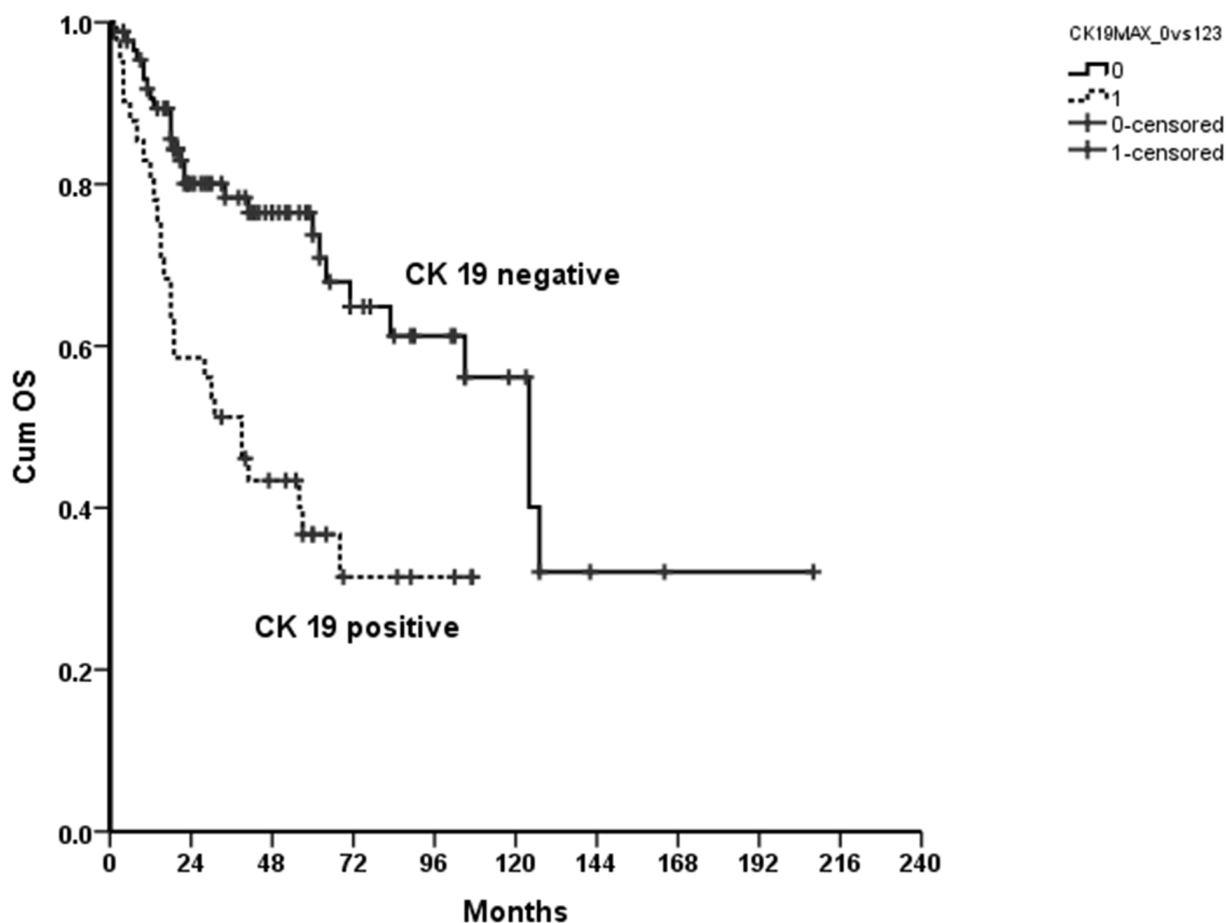 CK19MAX_0vs123
0
1
0-censored
1-censored
1.0
0.8
0.6
0.4
0.2
0.0
Cum OS
CK 19 negative
CK 19 positive
0 24 48 72 96 120 144 168 192 216 240
Months